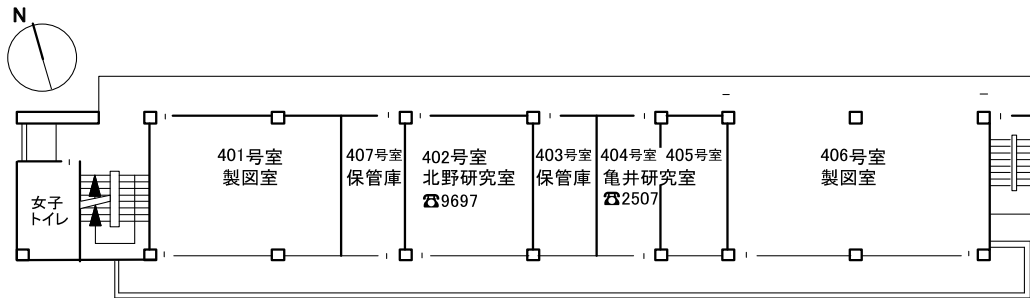 N
401号室
製図室
407号室
保管庫
402号室
北野研究室
☎9697
403号室
保管庫
404号室
亀井研究室
☎2507
405号室
406号室
製図室
女子
トイレ